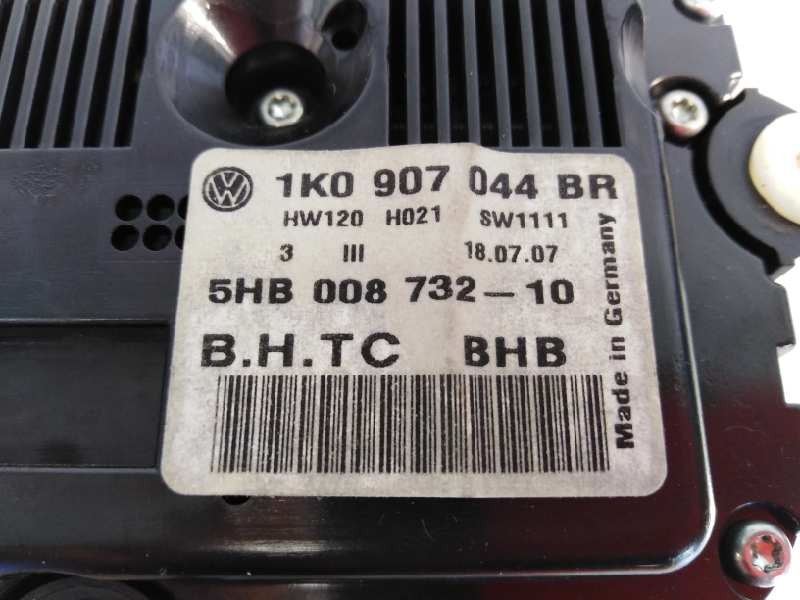 VW 1K0 907 044 BR
HW120 H021 SW1111
3 III 18.07.07
5HB 008 732-10
B.H.TC BHB
Made in Germany